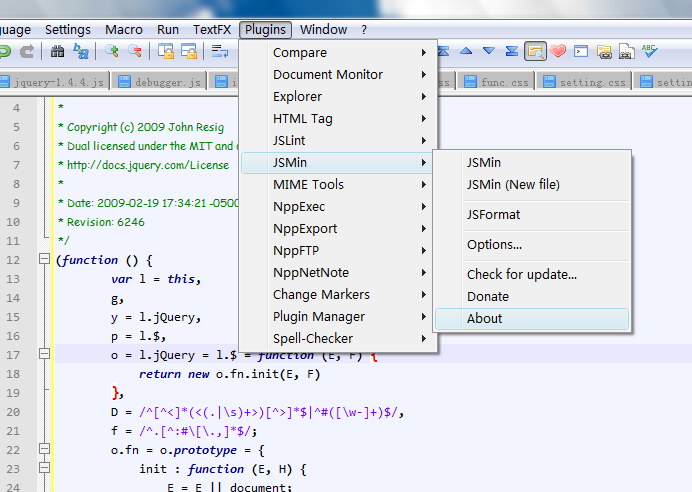 guage Settings Macro Run TextFX Plugins Window ?
ABC
jquery-1.4.4.js debugger.js i ss func.css setting.css settin
Compare
Document Monitor
Explorer
HTML Tag
JSLint
JSMin
MIME Tools
NppExec
NppExport
NppFTP
NppNetNote
Change Markers
Plugin Manager
Spell-Checker
JSMin
JSMin (New file)
JSFormat
Options...
Check for update...
Donate
About
4 *
5 * Copyright (c) 2009 John Resig
6 * Dual licensed under the MIT and
7 * http://docs.jquery.com/License
8 *
9 * Date: 2009-02-19 17:34:21 -0500
10 * Revision: 6246
11 */
12 (function () {
13 var l = this,
14 g,
15 y = l.jQuery,
16 p = l.$,
17 o = l.jQuery = l.$ = function (E, F) {
18 return new o.fn.init(E, F)
19 },
20 D = /^[^<]*(<(.|\s)+>)[^>]*$|^#([\w-]+)$/,
21 f = /^.[^:#\[\.,]*$/;
22 o.fn = o.prototype = {
23 init : function (E, H) {
24 E = E || document;